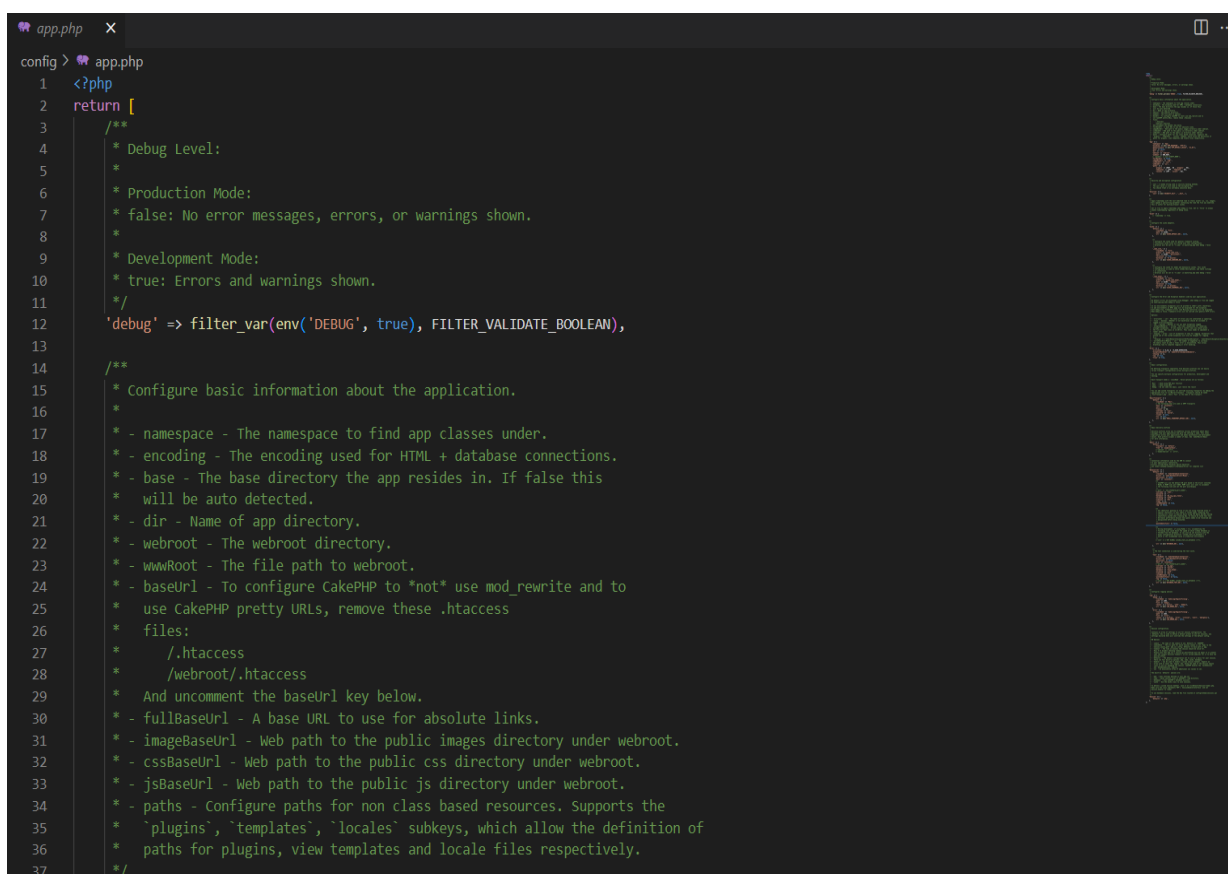 app.php X
config > app.php
1 <?php
2 return [
3 /**
4 * Debug Level:
5 *
6 * Production Mode:
7 * false: No error messages, errors, or warnings shown.
8 *
9 * Development Mode:
10 * true: Errors and warnings shown.
11 */
12 'debug' => filter_var(env('DEBUG', true), FILTER_VALIDATE_BOOLEAN),
13
14 /**
15 * Configure basic information about the application.
16 *
17 * - namespace - The namespace to find app classes under.
18 * - encoding - The encoding used for HTML + database connections.
19 * - base - The base directory the app resides in. If false this
20 * will be auto detected.
21 * - dir - Name of app directory.
22 * - webroot - The webroot directory.
23 * - wwwRoot - The file path to webroot.
24 * - baseUrl - To configure CakePHP to *not* use mod_rewrite and to
25 * use CakePHP pretty URLs, remove these .htaccess
26 * files:
27 /.htaccess
28 /webroot/.htaccess
29 * And uncomment the baseUrl key below.
30 * - fullBaseUrl - A base URL to use for absolute links.
31 * - imageBaseUrl - Web path to the public images directory under webroot.
32 * - cssBaseUrl - Web path to the public css directory under webroot.
33 * - jsBaseUrl - Web path to the public js directory under webroot.
34 * - paths - Configure paths for non class based resources. Supports the
35 * `plugins`, `templates`, `locales` subkeys, which allow the definition of
36 * paths for plugins, view templates and locale files respectively.
37 */